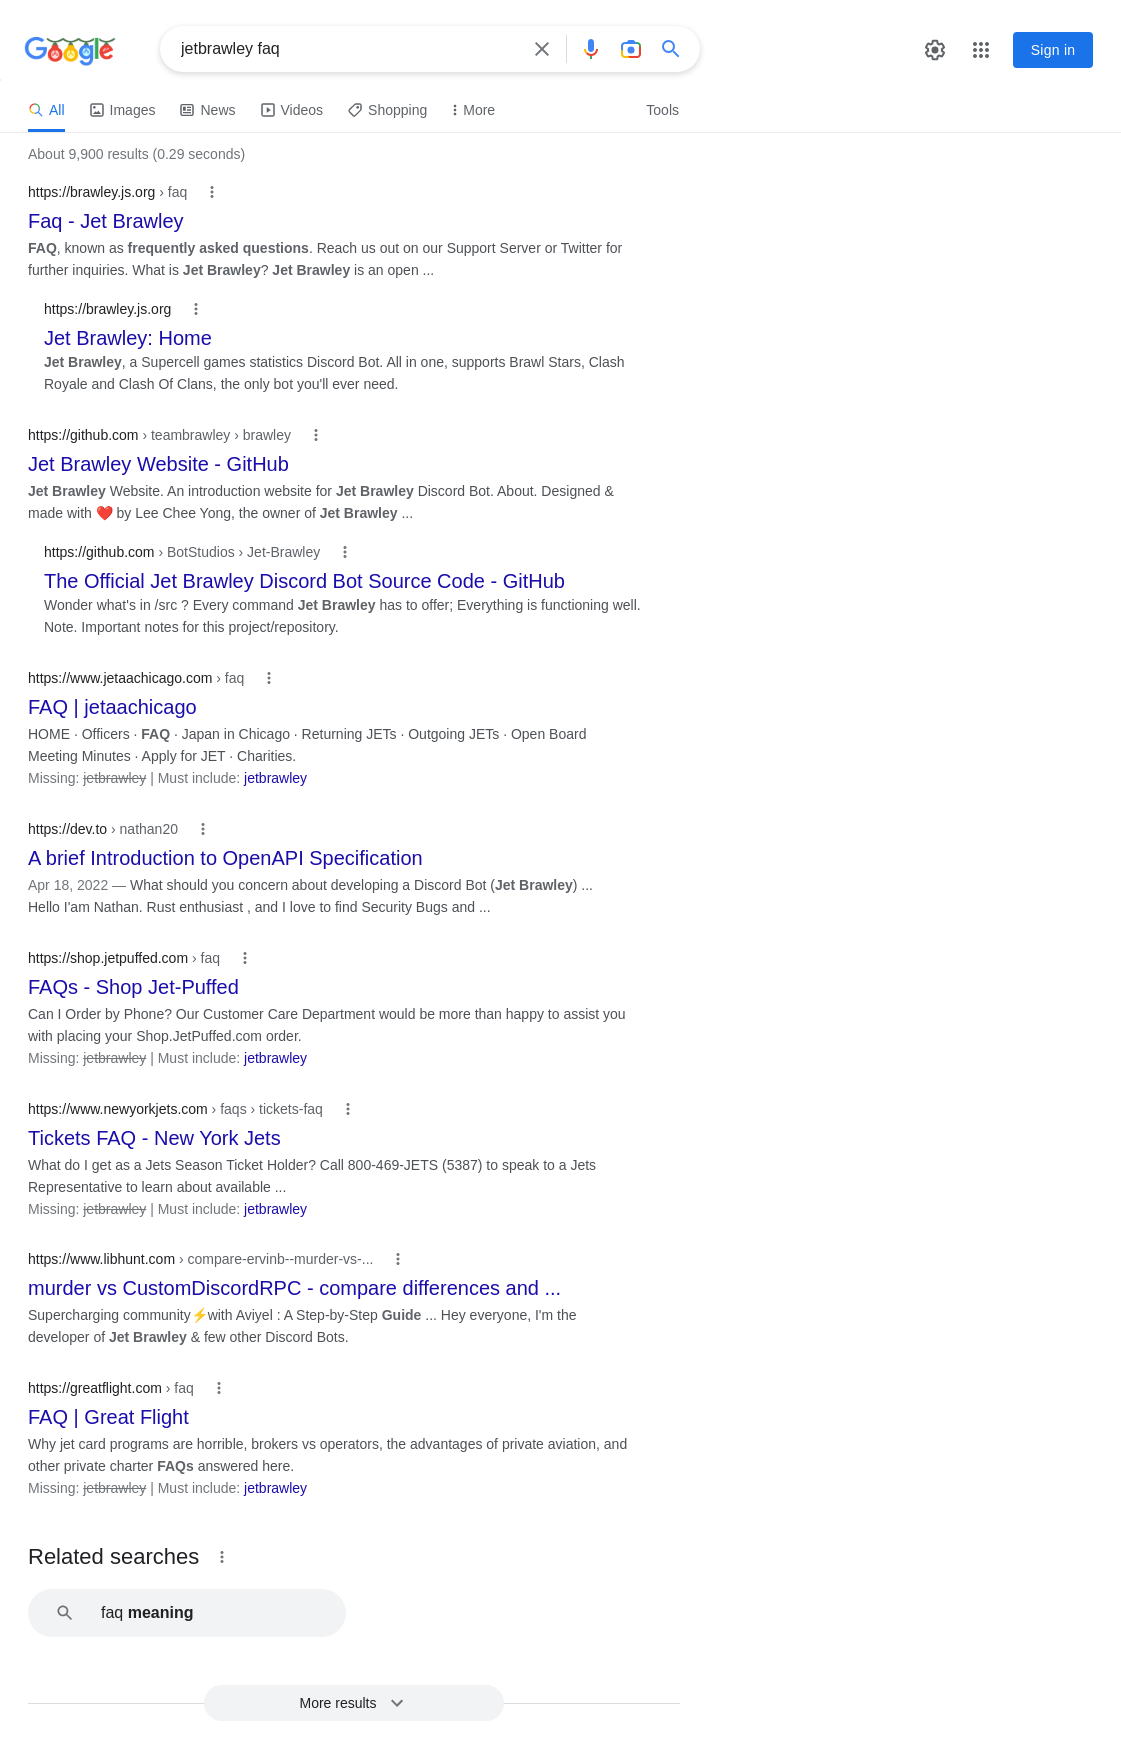 Google
jetbrawley faq
Sign in
All
Images
News
Videos
Shopping
More
Tools
About 9,900 results (0.29 seconds)
https://brawley.js.org › faq
Faq - Jet Brawley
FAQ, known as frequently asked questions. Reach us out on our Support Server or Twitter for
further inquiries. What is Jet Brawley? Jet Brawley is an open ...
https://brawley.js.org
Jet Brawley: Home
Jet Brawley, a Supercell games statistics Discord Bot. All in one, supports Brawl Stars, Clash
Royale and Clash Of Clans, the only bot you'll ever need.
https://github.com › teambrawley › brawley
Jet Brawley Website - GitHub
Jet Brawley Website. An introduction website for Jet Brawley Discord Bot. About. Designed &
made with ❤️ by Lee Chee Yong, the owner of Jet Brawley ...
https://github.com › BotStudios › Jet-Brawley
The Official Jet Brawley Discord Bot Source Code - GitHub
Wonder what's in /src ? Every command Jet Brawley has to offer; Everything is functioning well.
Note. Important notes for this project/repository.
https://www.jetaachicago.com › faq
FAQ | jetaachicago
HOME · Officers · FAQ · Japan in Chicago · Returning JETs · Outgoing JETs · Open Board
Meeting Minutes · Apply for JET · Charities.
Missing: jetbrawley | Must include: jetbrawley
https://dev.to › nathan20
A brief Introduction to OpenAPI Specification
Apr 18, 2022 — What should you concern about developing a Discord Bot (Jet Brawley) ...
Hello I'am Nathan. Rust enthusiast , and I love to find Security Bugs and ...
https://shop.jetpuffed.com › faq
FAQs - Shop Jet-Puffed
Can I Order by Phone? Our Customer Care Department would be more than happy to assist you
with placing your Shop.JetPuffed.com order.
Missing: jetbrawley | Must include: jetbrawley
https://www.newyorkjets.com › faqs › tickets-faq
Tickets FAQ - New York Jets
What do I get as a Jets Season Ticket Holder? Call 800-469-JETS (5387) to speak to a Jets
Representative to learn about available ...
Missing: jetbrawley | Must include: jetbrawley
https://www.libhunt.com › compare-ervinb--murder-vs-...
murder vs CustomDiscordRPC - compare differences and ...
Supercharging community⚡with Aviyel : A Step-by-Step Guide ... Hey everyone, I'm the
developer of Jet Brawley & few other Discord Bots.
https://greatflight.com › faq
FAQ | Great Flight
Why jet card programs are horrible, brokers vs operators, the advantages of private aviation, and
other private charter FAQs answered here.
Missing: jetbrawley | Must include: jetbrawley
Related searches
faq meaning
More results